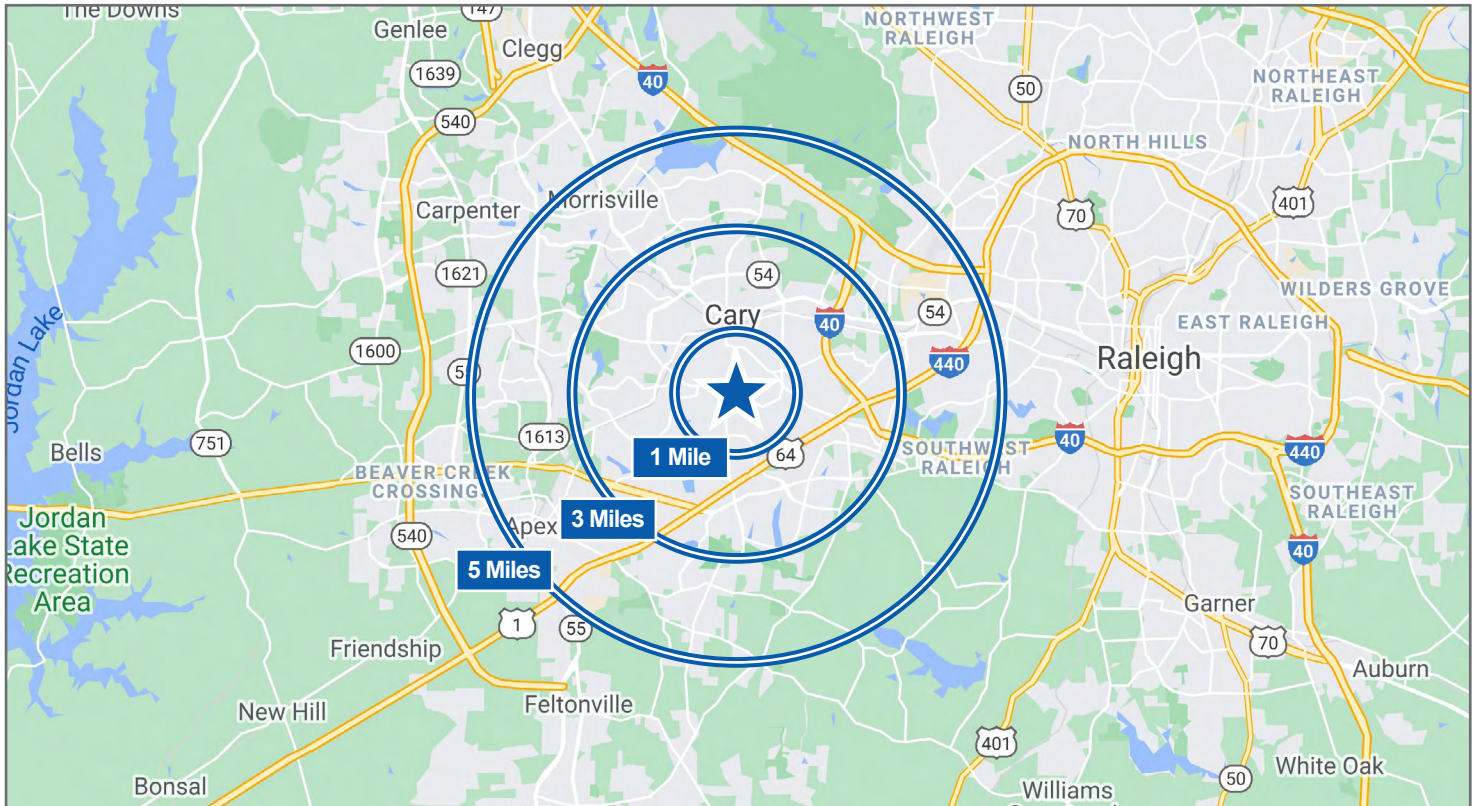 The Downs
147
Genlee
Clegg
1639
40
540
NORTHWEST
RALEIGH
50
NORTHEAST
RALEIGH
NORTH HILLS
Morrisville
Carpenter
70
401
1621
54
WILDERS GROVE
Jordan Lake
Cary
40
54
EAST RALEIGH
1600
440
Raleigh
Bells
751
1613
1 Mile
64
SOUTHWEST
RALEIGH
40
440
BEAVER CREEK
CROSSINGS
SOUTHEAST
RALEIGH
Jordan
Lake State
Recreation
Area
540
Apex
3 Miles
40
5 Miles
1
55
Garner
70
Friendship
Auburn
New Hill
Feltonville
401
White Oak
50
Bonsal
Williams